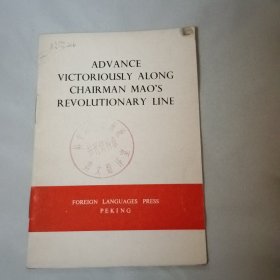 ADVANCE
VICTORIOUSLY ALONG
CHAIRMAN MAO'S
REVOLUTIONARY LINE
FOREIGN LANGUAGES PRESS
PEKING